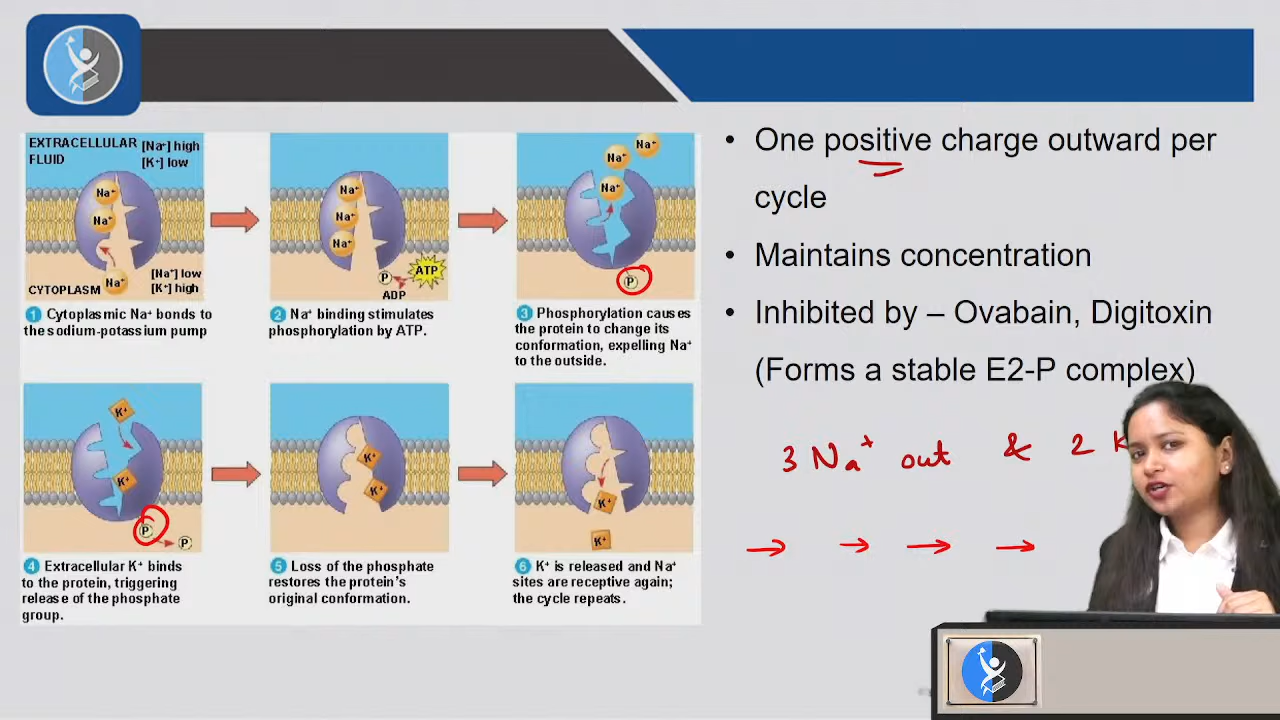 EXTRACELLULAR
FLUID
[Na⁺] high
[K⁺] low
Na⁺
Na⁺
Na⁺
CYTOPLASM
[Na⁺] low
[K⁺] high
1 Cytoplasmic Na⁺ bonds to
the sodium-potassium pump
Na⁺
Na⁺
Na⁺
P
ATP
ADP
2 Na⁺ binding stimulates
phosphorylation by ATP.
Na⁺
Na⁺
Na⁺
P
3 Phosphorylation causes
the protein to change its
conformation, expelling Na⁺
to the outside.
K⁺
K⁺
P
P
4 Extracellular K⁺ binds
to the protein, triggering
release of the phosphate
group.
K⁺
K⁺
5 Loss of the phosphate
restores the protein's
original conformation.
K⁺
K⁺
6 K⁺ is released and Na⁺
sites are receptive again;
the cycle repeats.
• One positive charge outward per
cycle
• Maintains concentration
• Inhibited by – Ovabain, Digitoxin
(Forms a stable E2-P complex)
3 Na⁺ out & 2 K